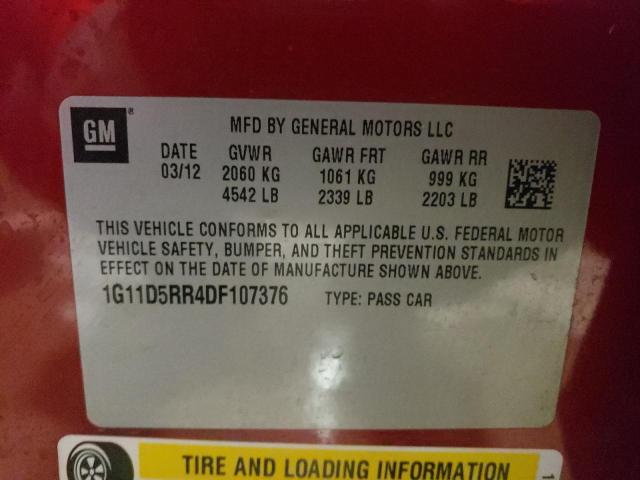 GM®
MFD BY GENERAL MOTORS LLC
DATE GVWR GAWR FRT GAWR RR
03/12 2060 KG 1061 KG 999 KG
4542 LB 2339 LB 2203 LB
THIS VEHICLE CONFORMS TO ALL APPLICABLE U.S. FEDERAL MOTOR
VEHICLE SAFETY, BUMPER, AND THEFT PREVENTION STANDARDS IN
EFFECT ON THE DATE OF MANUFACTURE SHOWN ABOVE.
1G11D5RR4DF107376 TYPE: PASS CAR
TIRE AND LOADING INFORMATION